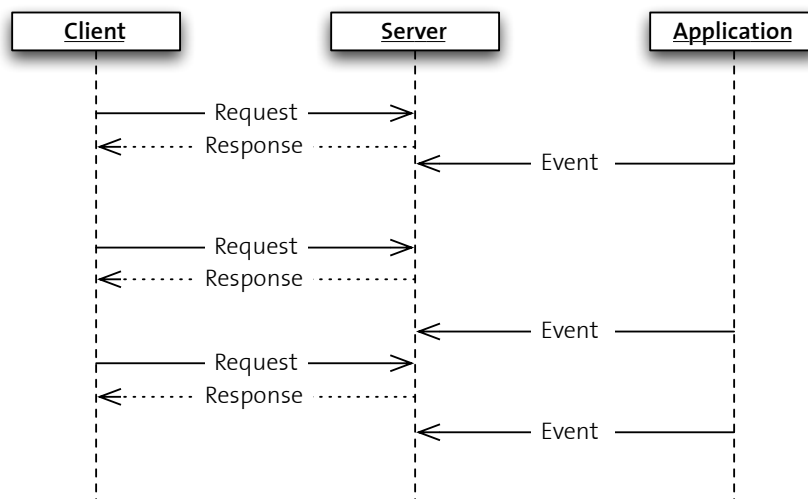 Client
Server
Application
Request
Response
Event
Request
Response
Event
Request
Response
Event